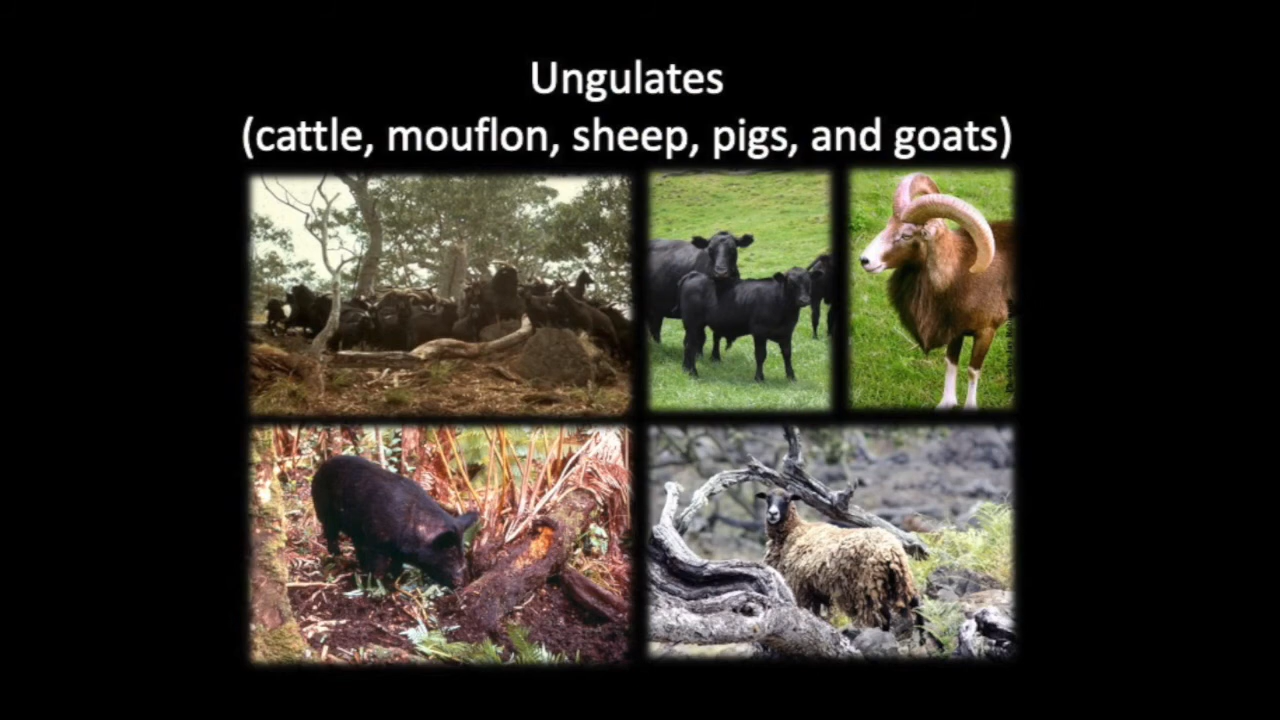 Ungulates
(cattle, mouflon, sheep, pigs, and goats)